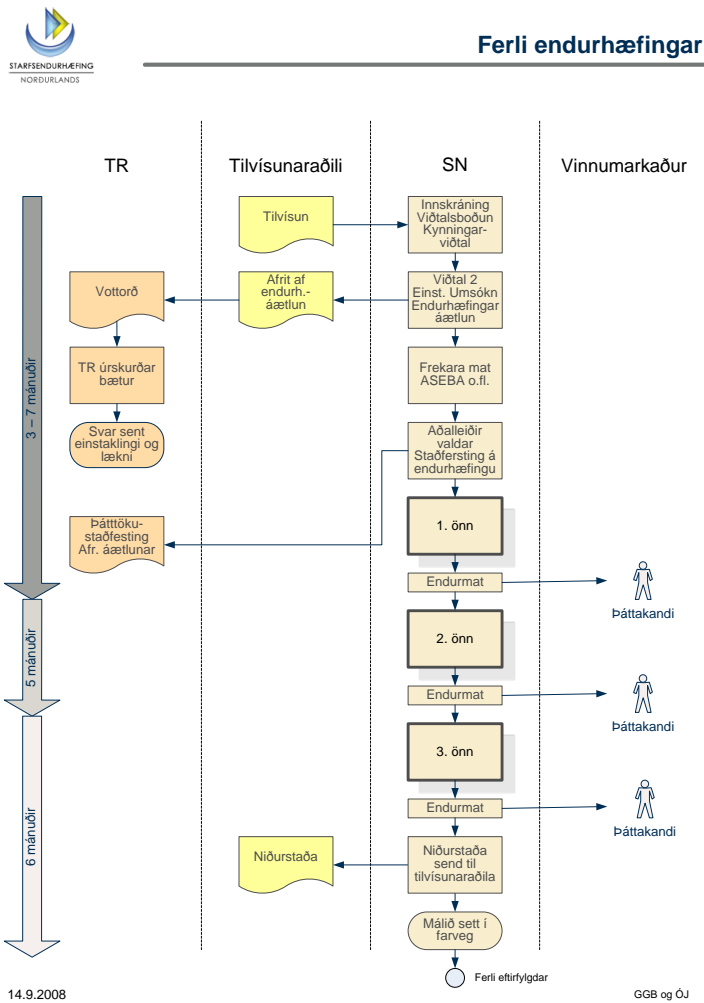 STARFSENDURHÆFING
NORÐURLANDS
Ferli endurhæfingar
TR
Tilvísunaraðili
SN
Vinnumarkaður
Tilvísun
Innskráning
Viðtalsboðun
Kynningar-
viðtal
Vottorð
Afrit af
endurh.-
áætlun
Viðtal 2
Einst. Umsókn
Endurhæfingar
áætlun
TR úrskurðar
bætur
Frekara mat
ASEBA o.fl.
3 – 7 mánuðir
Svar sent
einstaklingi og
lækni
Aðalleiðir
valdar
Staðfersting á
endurhæfingu
Þátttöku-
staðfesting
Afr. áætlunar
1. önn
Endurmat
Þáttakandi
5 mánuðir
2. önn
Endurmat
Þáttakandi
3. önn
6 mánuðir
Endurmat
Þáttakandi
Niðurstaða
Niðurstaða
send til
tilvísunaraðila
Málið sett í
farveg
Ferli eftirfylgdar
14.9.2008
GGB og ÓJ